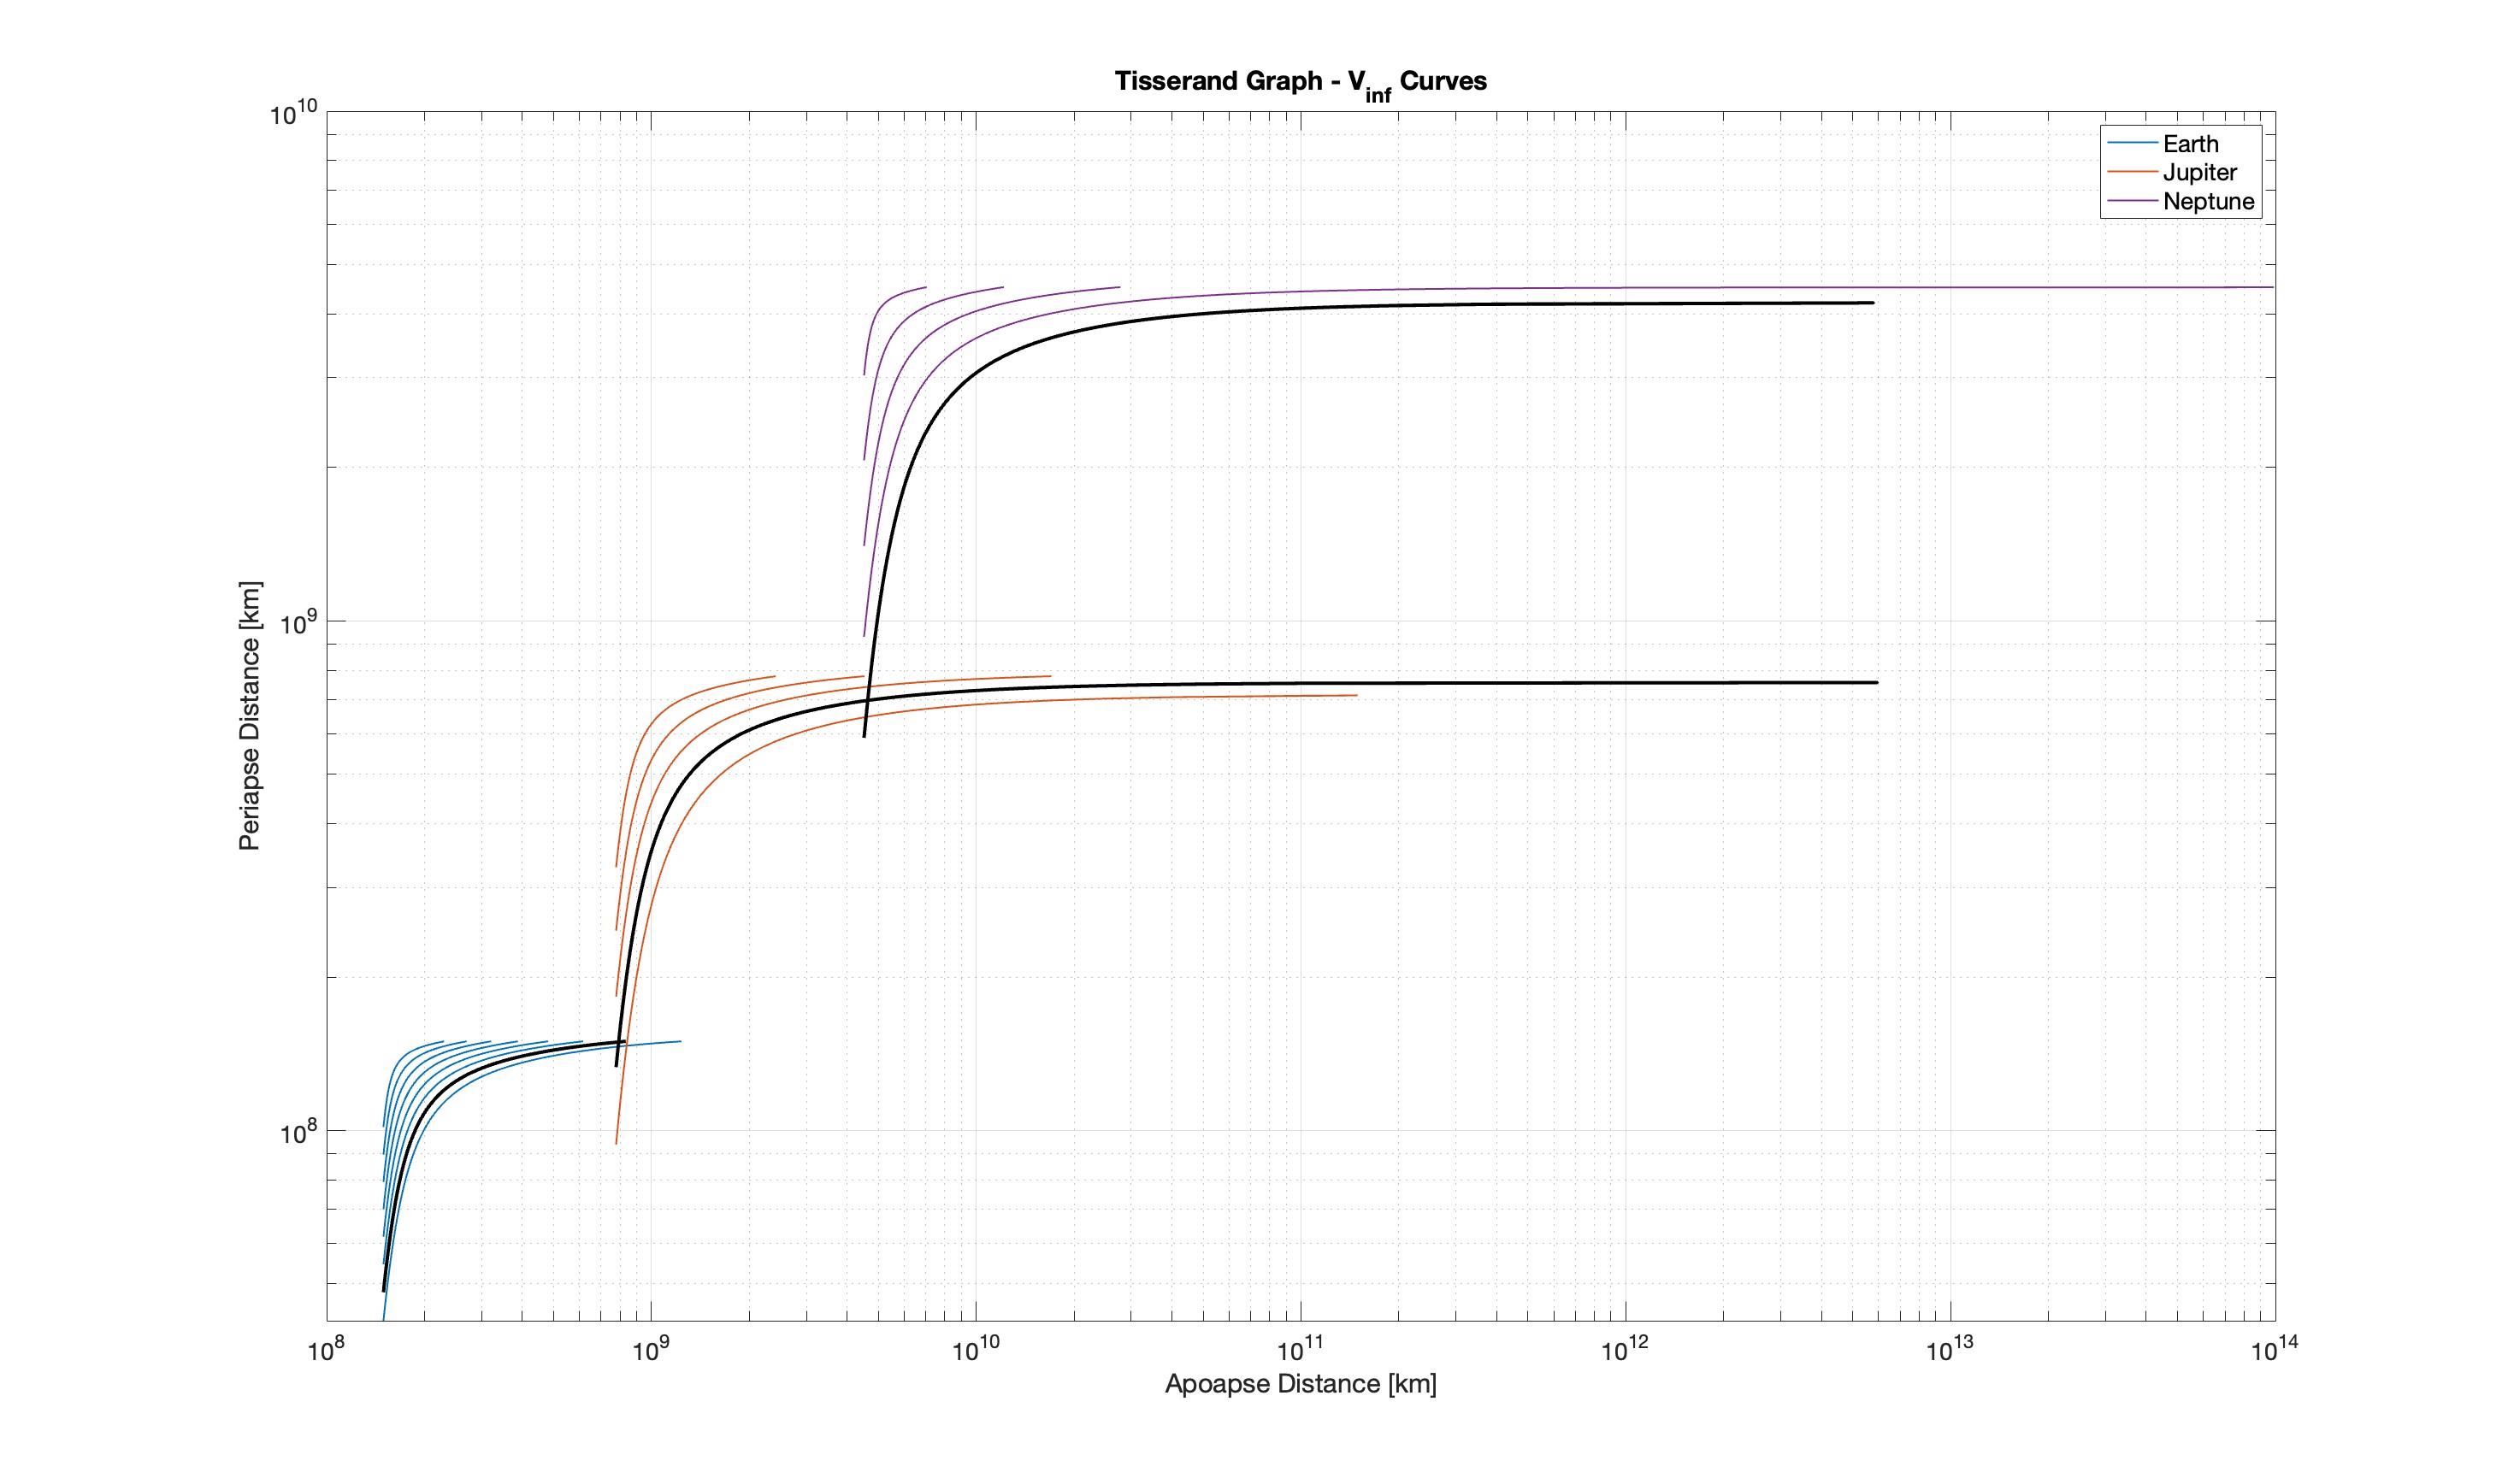 Tisserand Graph - V_inf Curves
10^10
Earth
Jupiter
Neptune
10^9
10^8
Periapse Distance [km]
10^8 10^9 10^10 10^11 10^12 10^13 10^14
Apoapse Distance [km]